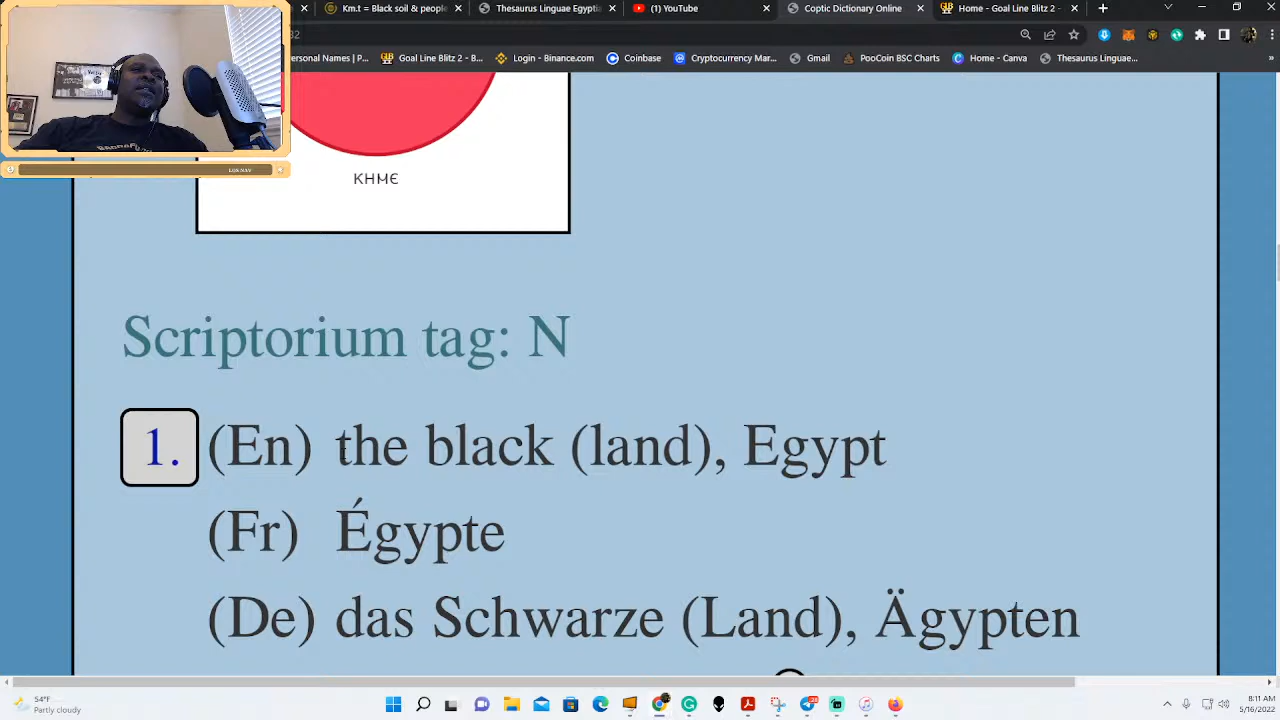 Km.t = Black soil & people
Thesaurus Linguae Egyptia
(1) YouTube
Coptic Dictionary Online
Home - Goal Line Blitz 2 -
32
ersonal Names | P...
Goal Line Blitz 2 - B...
Login - Binance.com
Coinbase
Cryptocurrency Mar...
Gmail
PooCoin BSC Charts
Home - Canva
Thesaurus Linguae...
»
ⲔⲎⲘⲈ
Scriptorium tag: N
1. (En) the black (land), Egypt
(Fr) Égypte
(De) das Schwarze (Land), Ägypten
54°F
Partly cloudy
8:11 AM
5/16/2022